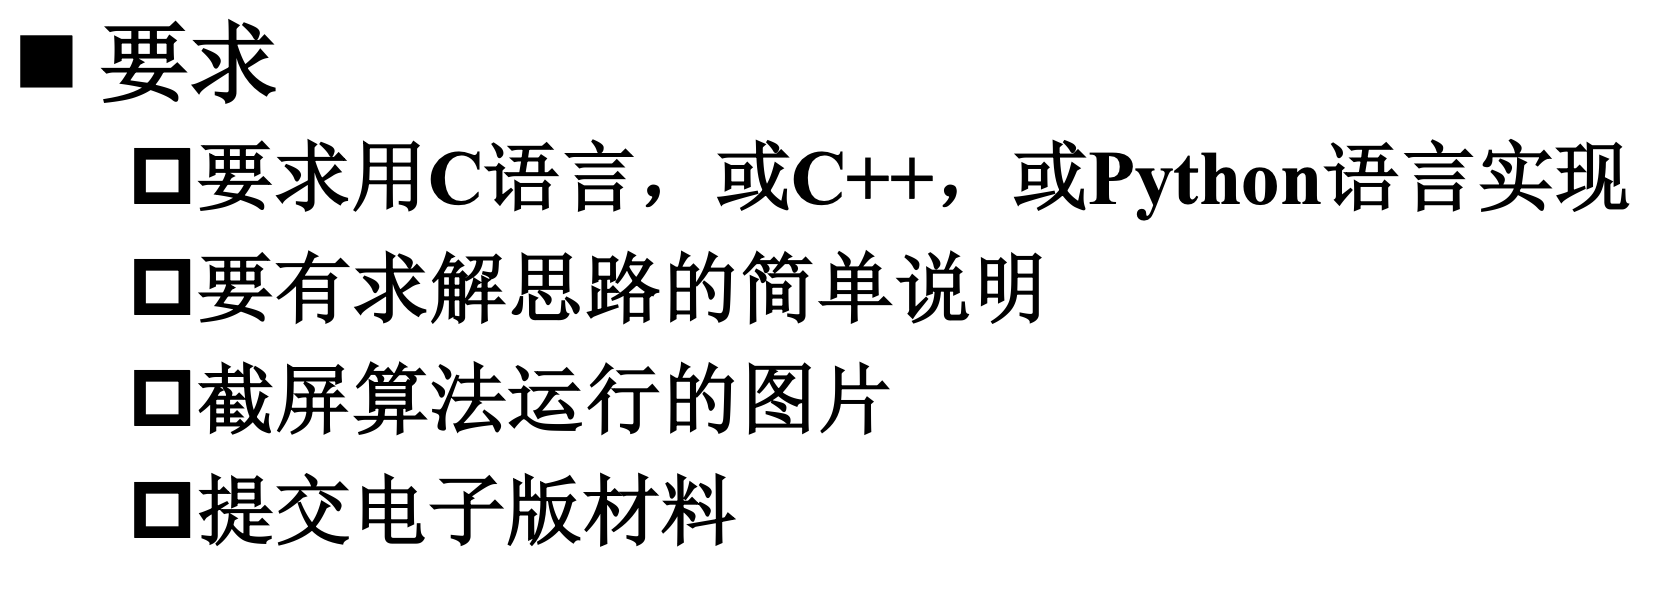 ■ 要求
□要求用C语言，或C++，或Python语言实现
□要有求解思路的简单说明
□截屏算法运行的图片
□提交电子版材料